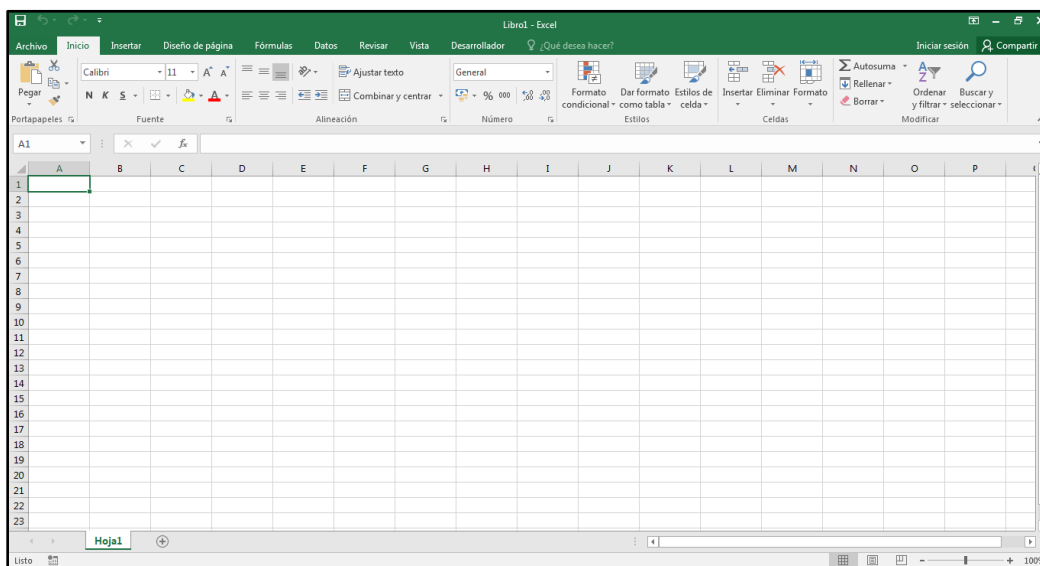 Libro1 - Excel
Archivo Inicio Insertar Diseño de página Fórmulas Datos Revisar Vista Desarrollador ¿Qué desea hacer? Iniciar sesión Compartir
Pegar
Portapapeles
Calibri 11
N K S
Fuente
Ajustar texto
Combinar y centrar
Alineación
General
% 000
Número
Formato condicional
Dar formato como tabla
Estilos de celda
Estilos
Insertar Eliminar Formato
Celdas
Autosuma
Rellenar
Borrar
Ordenar y filtrar
Buscar y seleccionar
Modificar
A1 fx
A B C D E F G H I J K L M N O P
1
2
3
4
5
6
7
8
9
10
11
12
13
14
15
16
17
18
19
20
21
22
23
Hoja1
Listo 100%